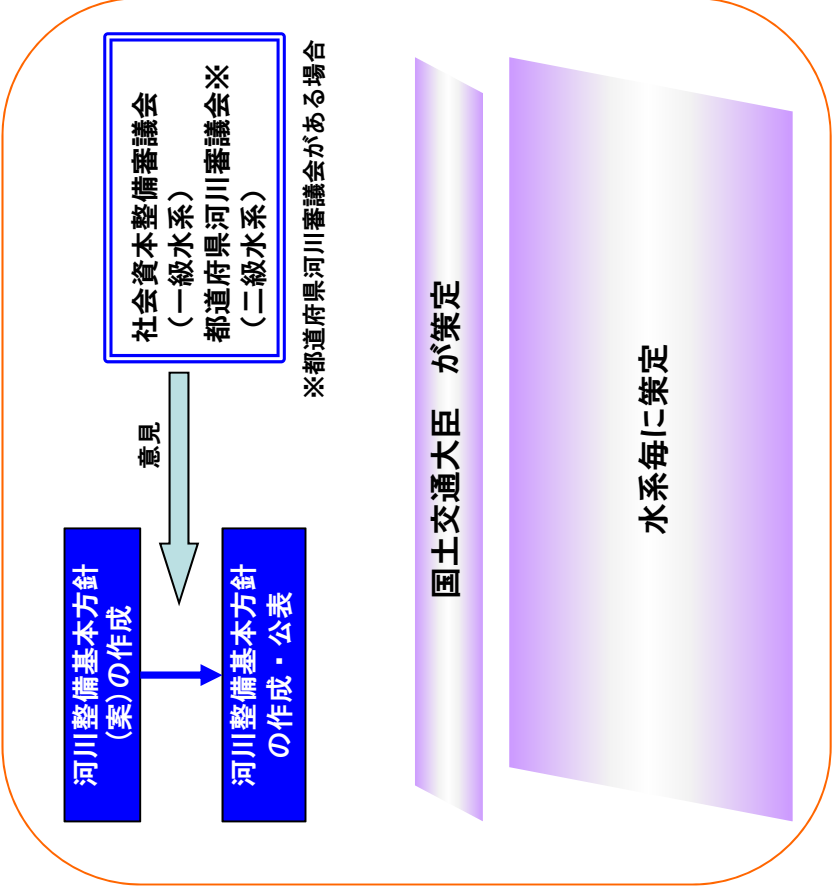 河川整備基本方針
(案)の作成
河川整備基本方針
の作成・公表
意見
社会資本整備審議会
(一級水系)
都道府県河川審議会※
(二級水系)
※都道府県河川審議会がある場合
国土交通大臣　が策定
水系毎に策定